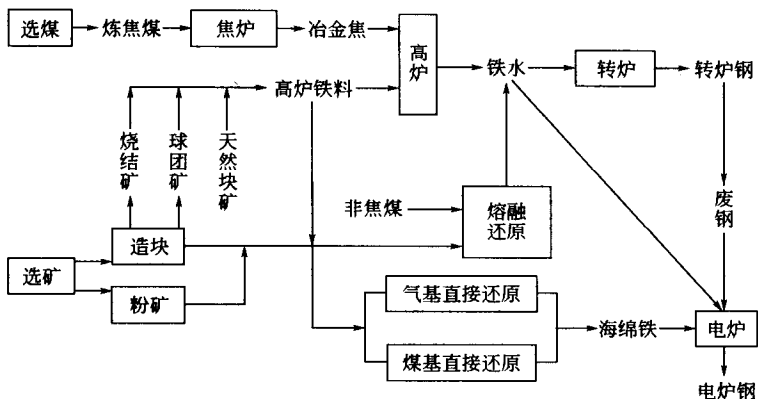 选煤
炼焦煤
焦炉
冶金焦
高炉
铁水
转炉
转炉钢
高炉铁料
烧结矿
球团矿
天然块矿
非焦煤
熔融
还原
废钢
造块
选矿
粉矿
气基直接还原
海绵铁
电炉
煤基直接还原
电炉钢